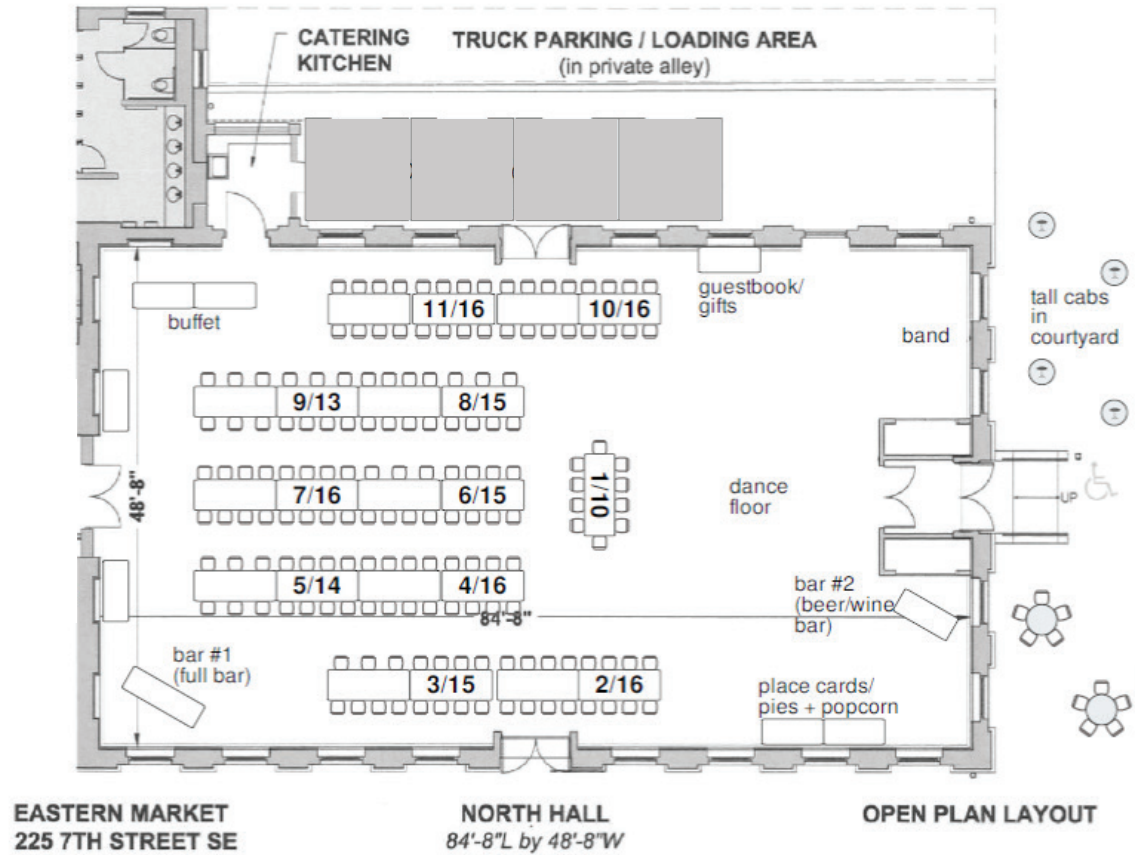 CATERING
KITCHEN
TRUCK PARKING / LOADING AREA
(in private alley)
guestbook/
gifts
buffet
11/16
10/16
band
tall cabs
in
courtyard
9/13
8/15
48'-8"
7/16
6/15
1/10
dance
floor
UP
5/14
4/16
84'-8"
bar #2
(beer/wine
bar)
bar #1
(full bar)
3/15
2/16
place cards/
pies + popcorn
EASTERN MARKET
225 7TH STREET SE
NORTH HALL
84'-8"L by 48'-8"W
OPEN PLAN LAYOUT